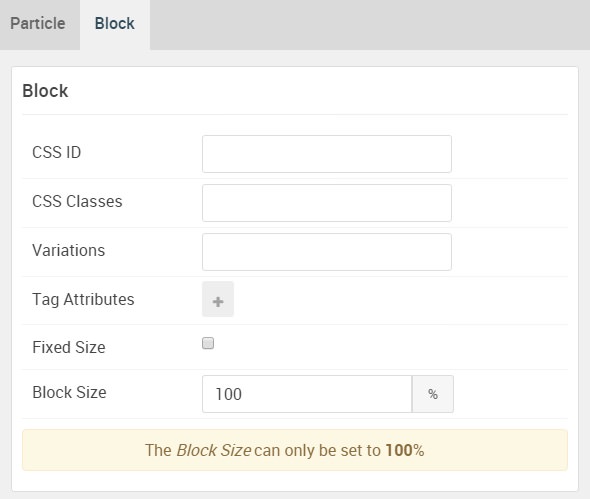 Particle Block
Block
CSS ID
CSS Classes
Variations
Tag Attributes +
Fixed Size
Block Size 100 %
The Block Size can only be set to 100%